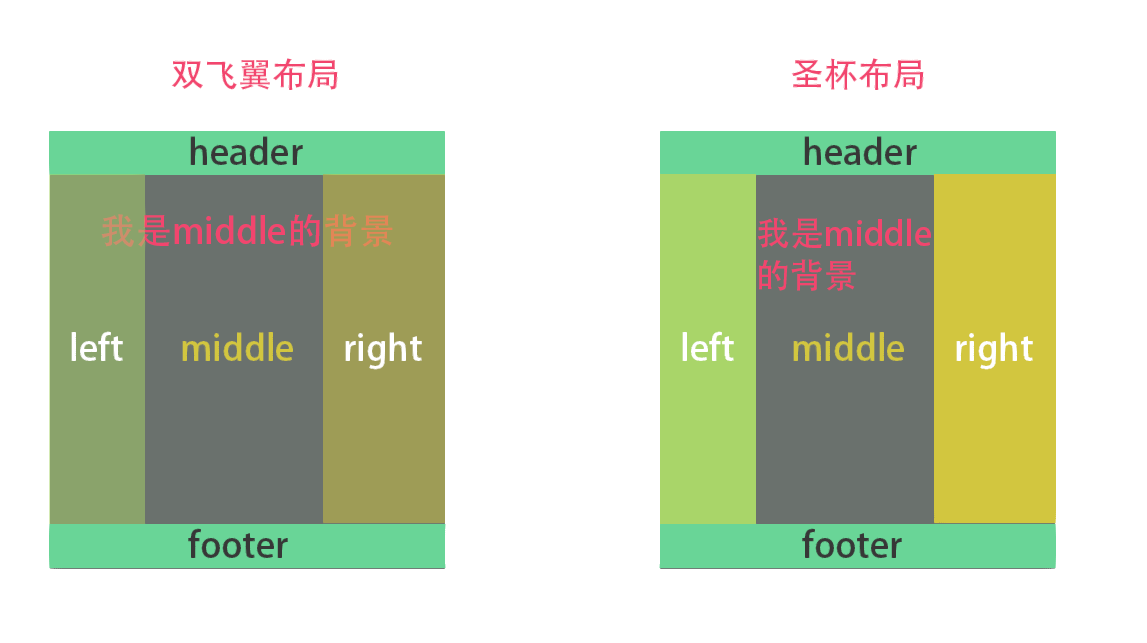 双飞翼布局
header
我是middle的背景
left
middle
right
footer
圣杯布局
header
我是middle
的背景
left
middle
right
footer